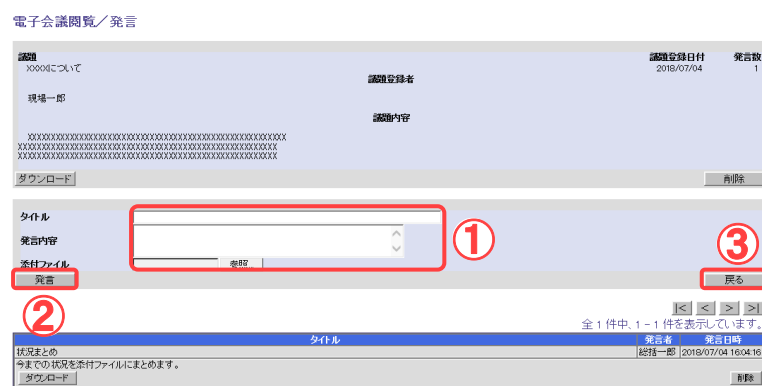 電子会議閲覧／発言
議題 議題登録日付 発言数
XXXXについて 2018/07/04 1
議題登録者
現場一郎
議題内容
XXXXXXXXXXXXXXXXXXXXXXXXXXXXXXXXXXXXXXXXXXXX
XXXXXXXXXXXXXXXXXXXXXXXXXXXXXXXXXXXXXXXXXXXX
XXXXXXXXXXXXXXXXXXXXXXXXXXXXXXXXXXXXXXXXXXXX
ダウンロード 削除
タイトル
発言内容 ① ③
添付ファイル 参照...
発言 戻る
② |< < > >|
全 1 件中、1 - 1 件を表示しています。
タイトル 発言者 発言日時
状況まとめ 総括一郎 2018/07/04 16:04:16
今までの状況を添付ファイルにまとめます。
ダウンロード 削除